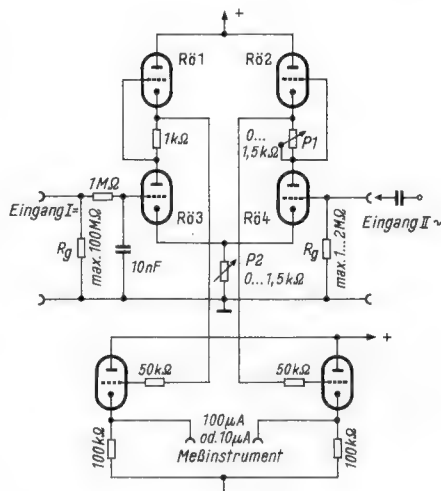 +
Rö1
Rö2
1kΩ
0...
1,5kΩ
P1
1MΩ
Eingang I=
Rö3
Rö4
Eingang II ~
Rg
max. 100MΩ
10nF
P2
0...1,5kΩ
Rg
max. 1...2MΩ
+
50kΩ
50kΩ
100µA
od. 10µA
Meßinstrument
100kΩ
100kΩ